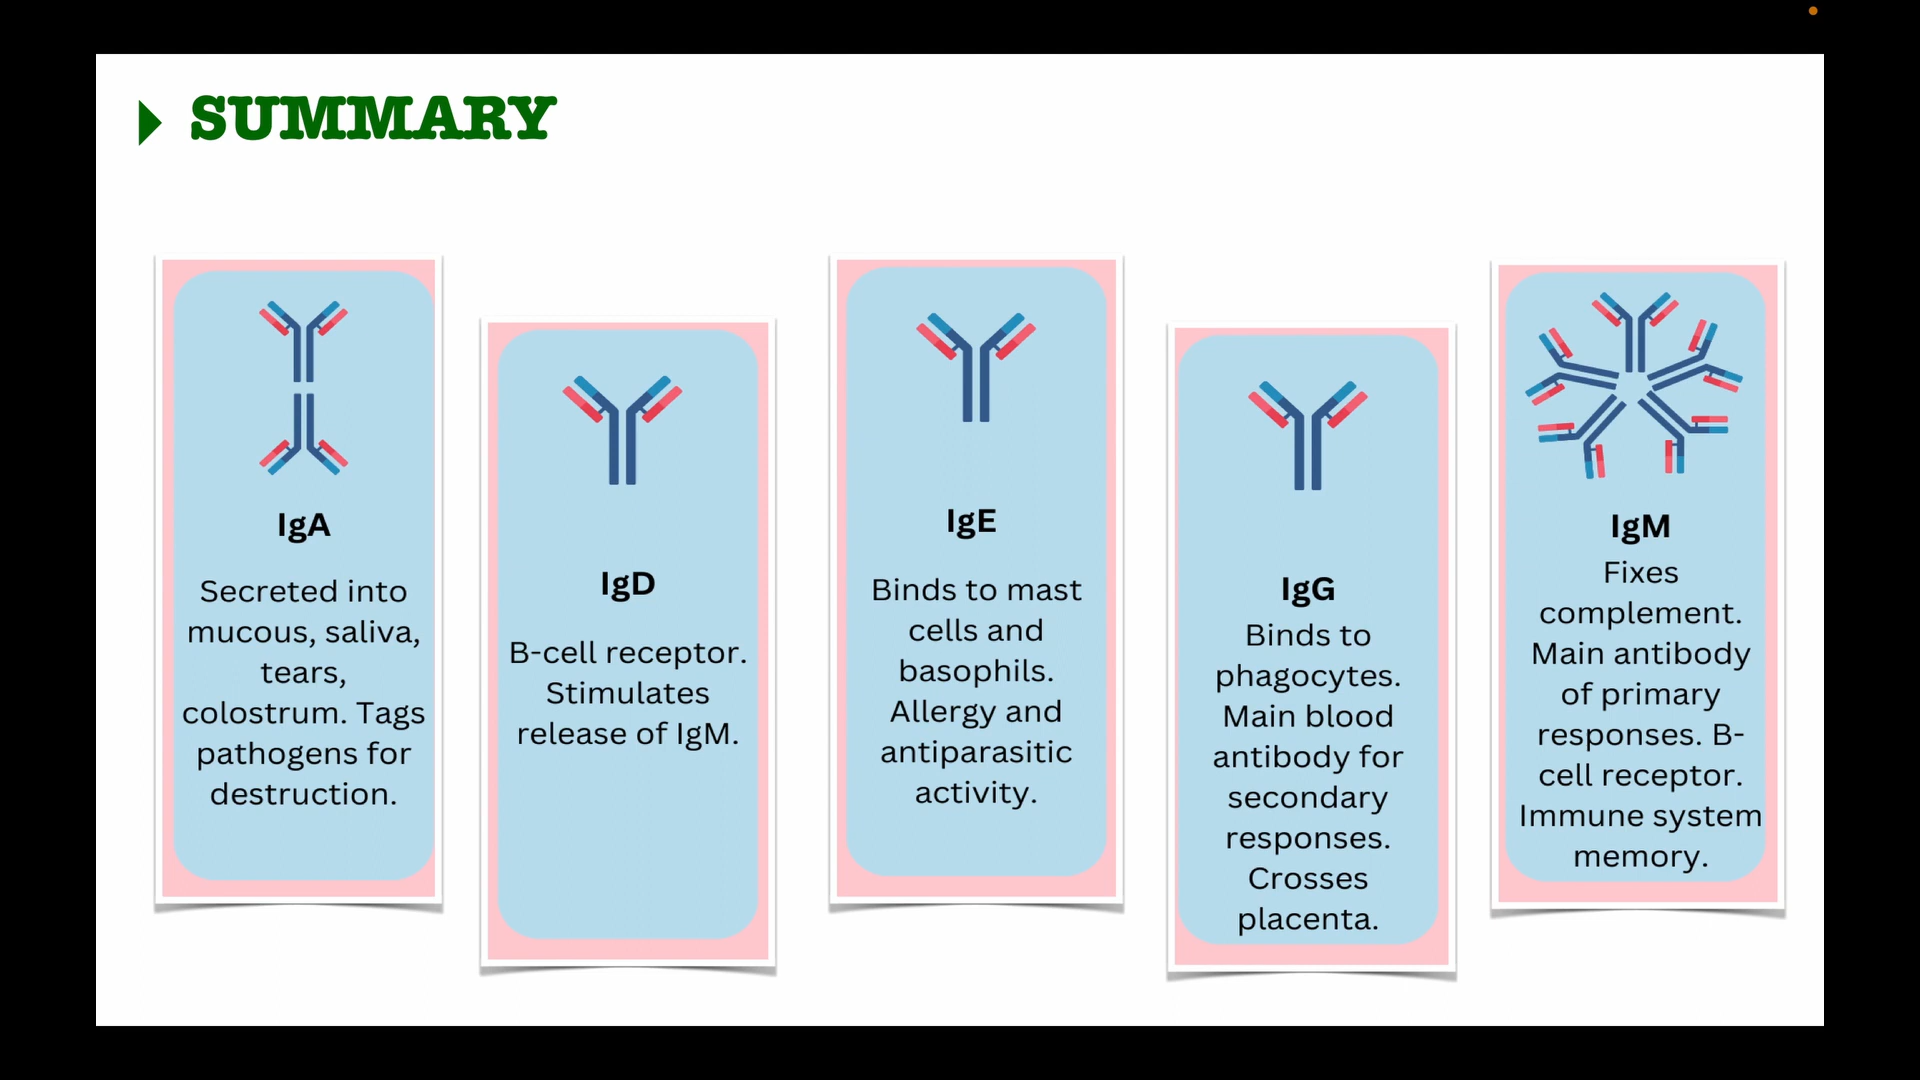 SUMMARY
IgA
Secreted into
mucous, saliva,
tears,
colostrum. Tags
pathogens for
destruction.
IgD
B-cell receptor.
Stimulates
release of IgM.
IgE
Binds to mast
cells and
basophils.
Allergy and
antiparasitic
activity.
IgG
Binds to
phagocytes.
Main blood
antibody for
secondary
responses.
Crosses
placenta.
IgM
Fixes
complement.
Main antibody
of primary
responses. B-
cell receptor.
Immune system
memory.